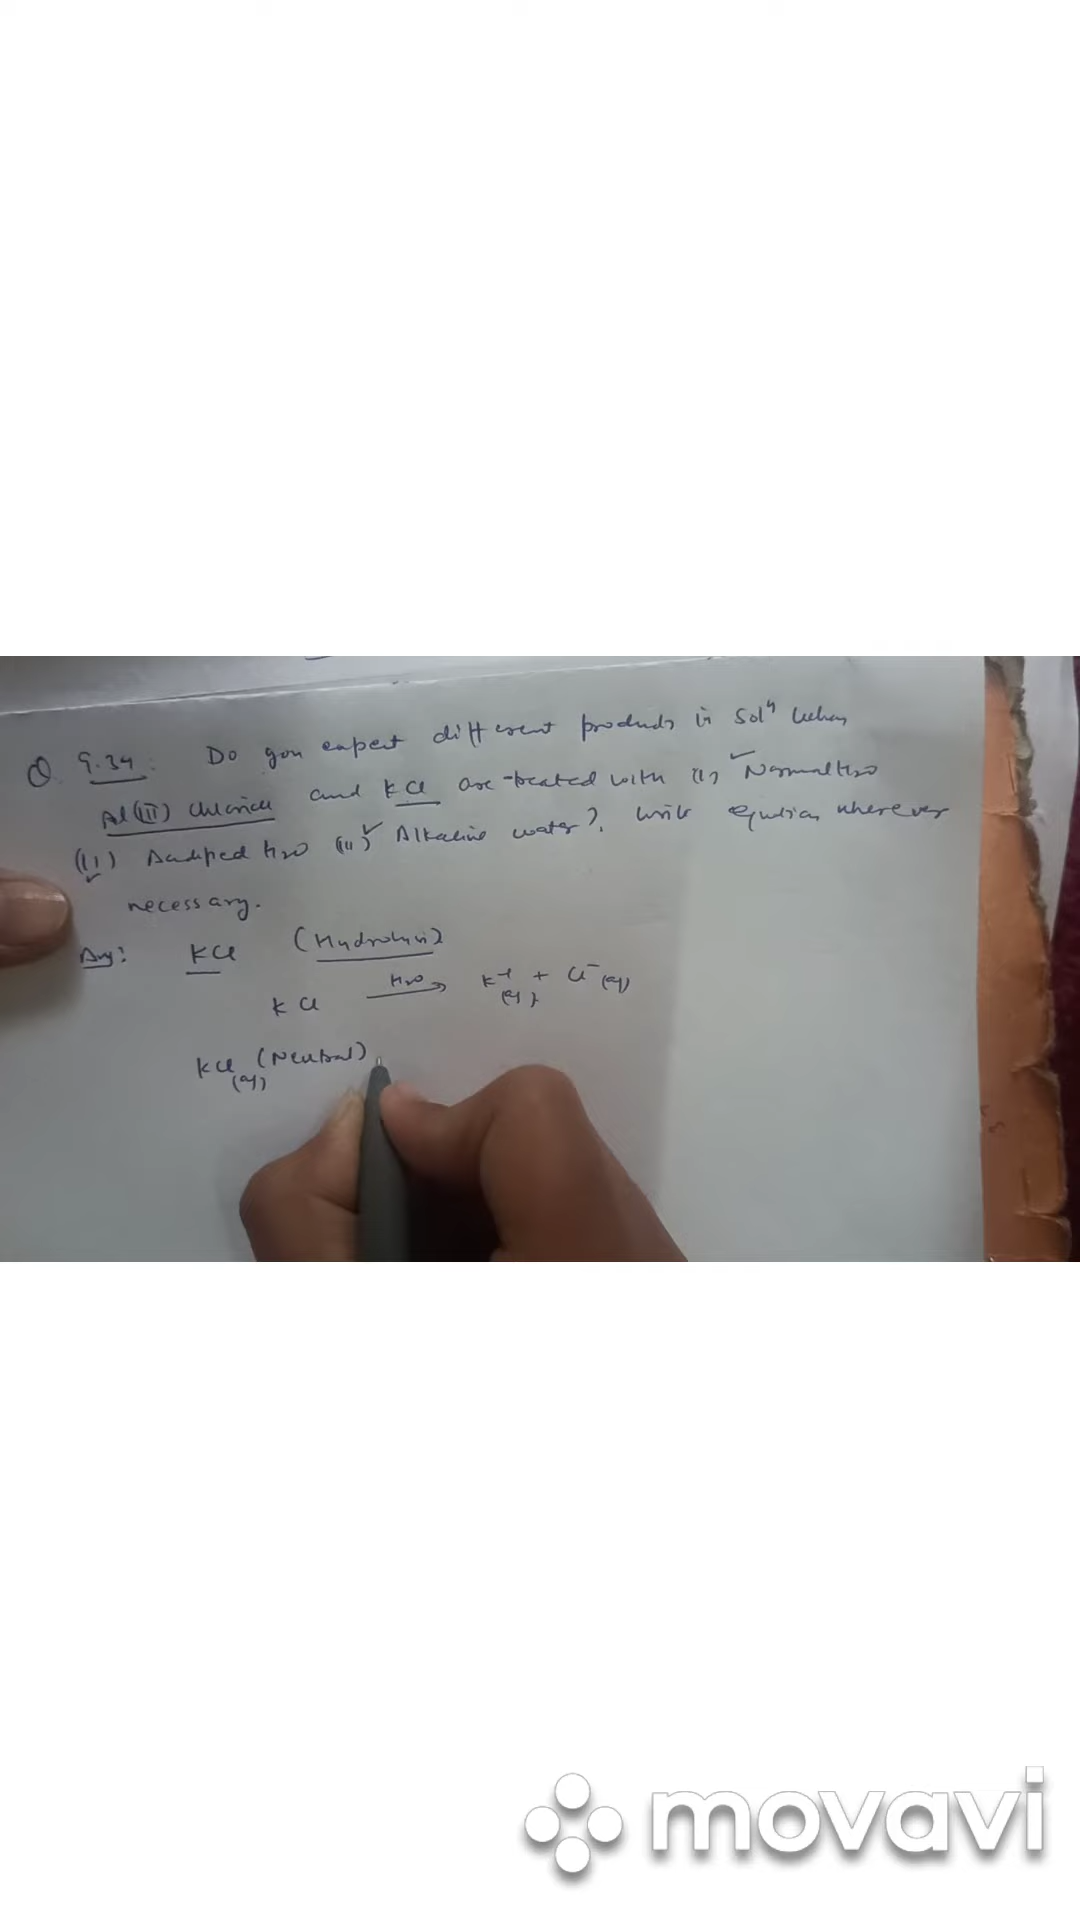 Q 9.34: Do you expect different products in solⁿ when
Al(III) Chloride and KCl are treated with (i) Normal H2O
(ii) Acidified H2O (iii) Alkaline water?. Write equation wherever
necessary.
Ans: KCl (Hydrolysis)
KCl H2O → K+ (aq) + Cl- (aq)
KCl (aq) (Neutral)
movavi